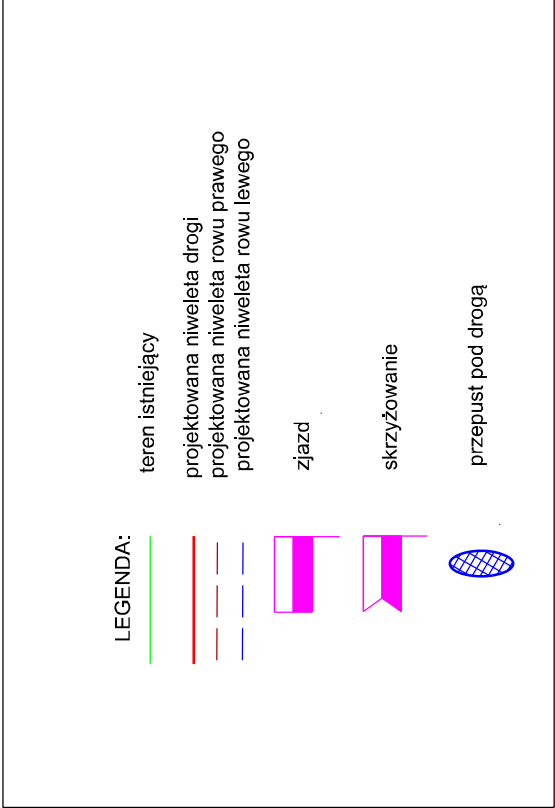 LEGENDA:
teren istniejący
projektowana niweleta drogi
projektowana niweleta rowu prawego
projektowana niweleta rowu lewego
zjazd
skrzyżowanie
przepust pod drogą